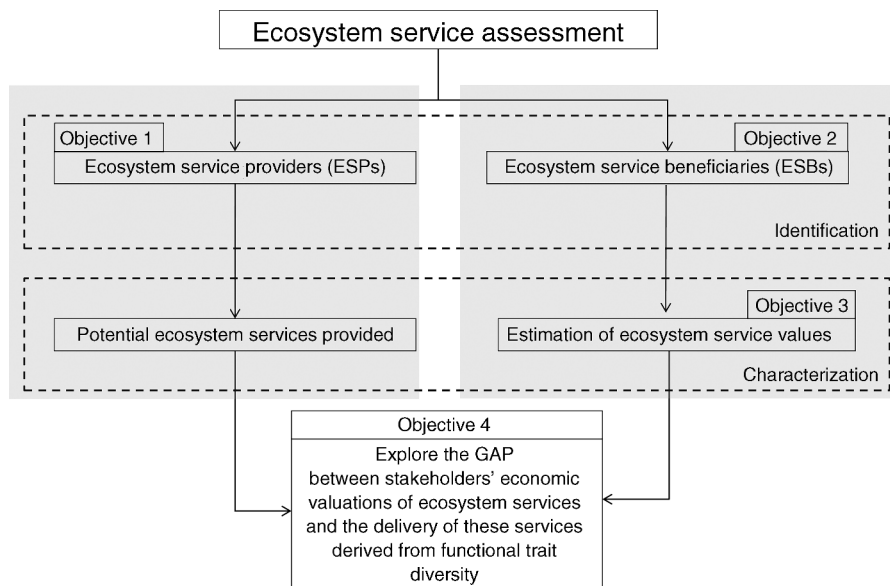 Ecosystem service assessment
Objective 1
Ecosystem service providers (ESPs)
Objective 2
Ecosystem service beneficiaries (ESBs)
Identification
Potential ecosystem services provided
Objective 3
Estimation of ecosystem service values
Characterization
Objective 4
Explore the GAP
between stakeholders’ economic
valuations of ecosystem services
and the delivery of these services
derived from functional trait
diversity